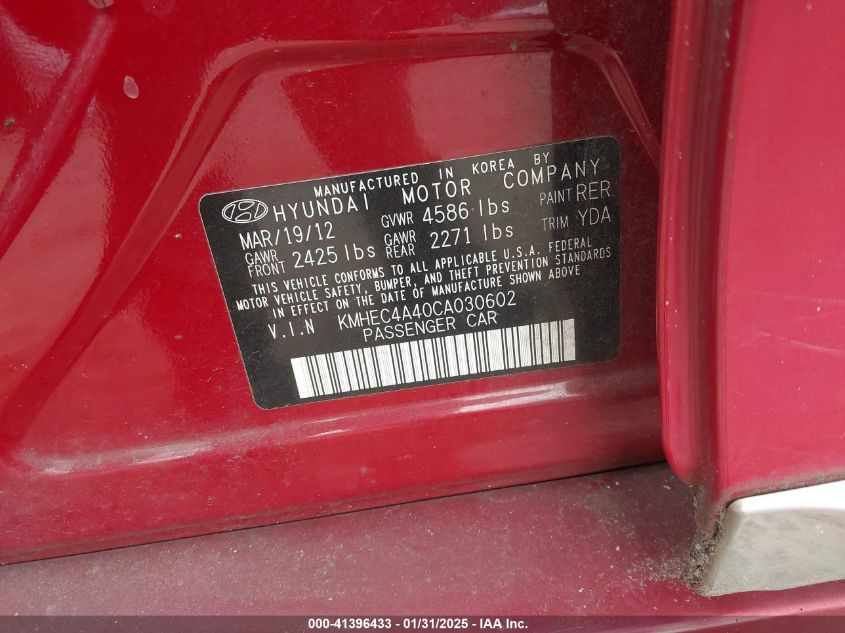 MANUFACTURED IN KOREA BY
HYUNDAI MOTOR COMPANY
MAR/19/12 GVWR 4586 lbs PAINT RER
GAWR FRONT 2425 lbs GAWR REAR 2271 lbs TRIM YDA
THIS VEHICLE CONFORMS TO ALL APPLICABLE U.S.A. FEDERAL
MOTOR VEHICLE SAFETY, BUMPER, AND THEFT PREVENTION STANDARDS
IN EFFECT ON THE DATE OF MANUFACTURE SHOWN ABOVE
V.I.N KMHEC4A40CA030602
PASSENGER CAR
000-41396433 - 01/31/2025 - IAA Inc.